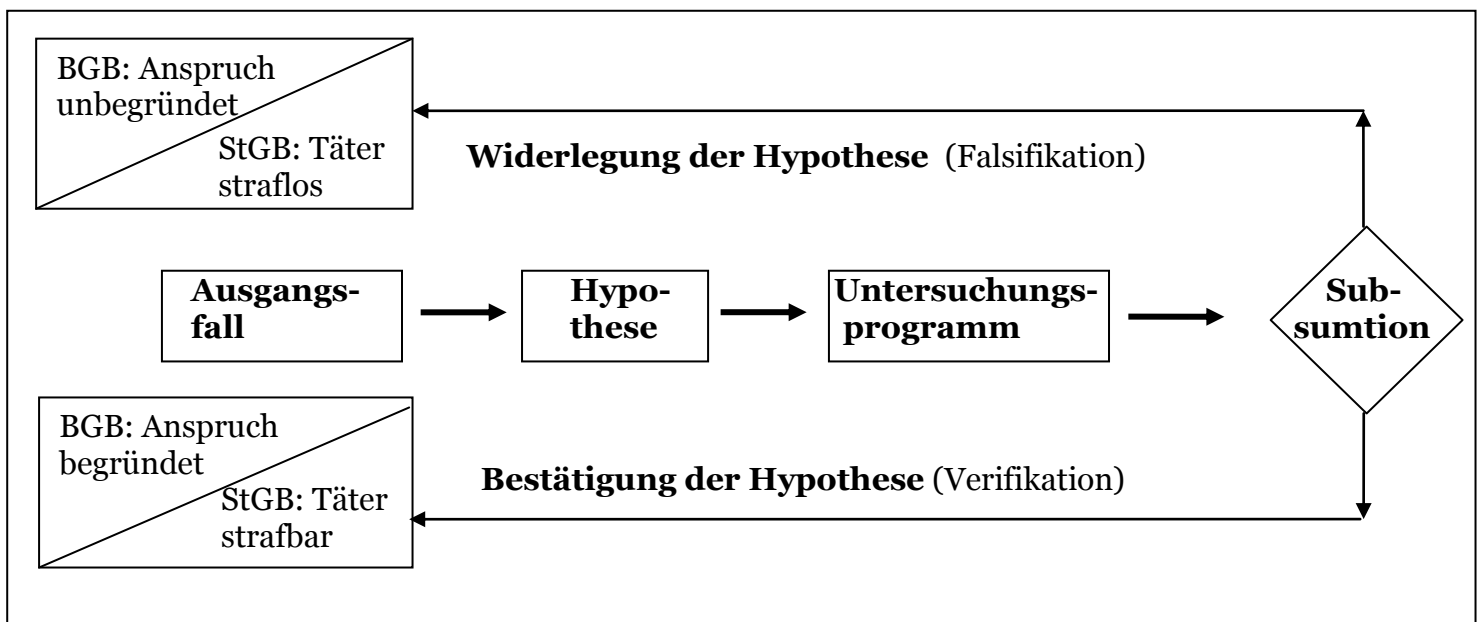 BGB: Anspruch
unbegründet
StGB: Täter
straflos
Widerlegung der Hypothese (Falsifikation)
Ausgangs-
fall
Hypo-
these
Untersuchungs-
programm
Sub-
sumtion
BGB: Anspruch
begründet
StGB: Täter
strafbar
Bestätigung der Hypothese (Verifikation)